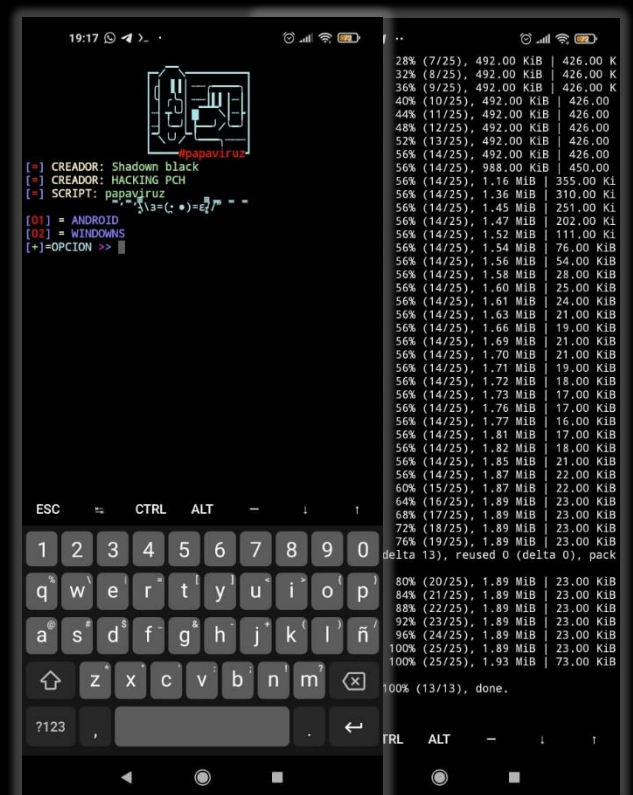 19:17
72
#papaviruz
[=] CREADOR: Shadown black
[=] CREADOR: HACKING PCH
[=] SCRIPT: papaviruz
[01] = ANDROID
[02] = WINDOWNS
[+]=OPCION >>
ESC CTRL ALT — ↓ ↑
1 2 3 4 5 6 7 8 9 0
q w e r t y u i o p
a s d f g h j k l ñ
z x c v b n m
?123 , .
72
28% (7/25), 492.00 KiB | 426.00 K
32% (8/25), 492.00 KiB | 426.00 K
36% (9/25), 492.00 KiB | 426.00 K
40% (10/25), 492.00 KiB | 426.00
44% (11/25), 492.00 KiB | 426.00
48% (12/25), 492.00 KiB | 426.00
52% (13/25), 492.00 KiB | 426.00
56% (14/25), 492.00 KiB | 426.00
56% (14/25), 988.00 KiB | 450.00
56% (14/25), 1.16 MiB | 355.00 Ki
56% (14/25), 1.36 MiB | 310.00 Ki
56% (14/25), 1.45 MiB | 251.00 Ki
56% (14/25), 1.47 MiB | 202.00 Ki
56% (14/25), 1.52 MiB | 111.00 Ki
56% (14/25), 1.54 MiB | 76.00 KiB
56% (14/25), 1.56 MiB | 54.00 KiB
56% (14/25), 1.58 MiB | 28.00 KiB
56% (14/25), 1.60 MiB | 25.00 KiB
56% (14/25), 1.61 MiB | 24.00 KiB
56% (14/25), 1.63 MiB | 21.00 KiB
56% (14/25), 1.66 MiB | 19.00 KiB
56% (14/25), 1.69 MiB | 21.00 KiB
56% (14/25), 1.70 MiB | 21.00 KiB
56% (14/25), 1.71 MiB | 19.00 KiB
56% (14/25), 1.72 MiB | 18.00 KiB
56% (14/25), 1.73 MiB | 17.00 KiB
56% (14/25), 1.76 MiB | 17.00 KiB
56% (14/25), 1.77 MiB | 16.00 KiB
56% (14/25), 1.81 MiB | 17.00 KiB
56% (14/25), 1.82 MiB | 18.00 KiB
56% (14/25), 1.85 MiB | 21.00 KiB
56% (14/25), 1.87 MiB | 22.00 KiB
60% (15/25), 1.87 MiB | 22.00 KiB
64% (16/25), 1.89 MiB | 23.00 KiB
68% (17/25), 1.89 MiB | 23.00 KiB
72% (18/25), 1.89 MiB | 23.00 KiB
76% (19/25), 1.89 MiB | 23.00 KiB
delta 13), reused 0 (delta 0), pack
80% (20/25), 1.89 MiB | 23.00 KiB
84% (21/25), 1.89 MiB | 23.00 KiB
88% (22/25), 1.89 MiB | 23.00 KiB
92% (23/25), 1.89 MiB | 23.00 KiB
96% (24/25), 1.89 MiB | 23.00 KiB
100% (25/25), 1.89 MiB | 23.00 KiB
100% (25/25), 1.93 MiB | 73.00 KiB
100% (13/13), done.
TRL ALT — ↓ ↑